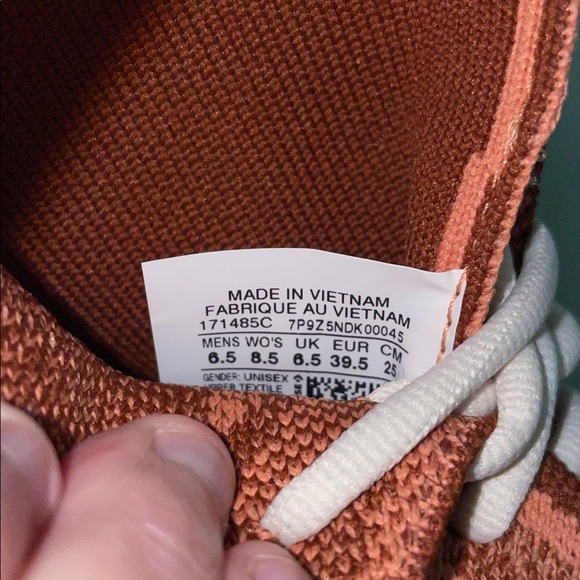 MADE IN VIETNAM
FABRIQUE AU VIETNAM
171485C 7P9Z5NDK00045
MENS WO'S UK EUR CM
6.5 8.5 6.5 39.5 25
GENDER: UNISEX
TEXTILE